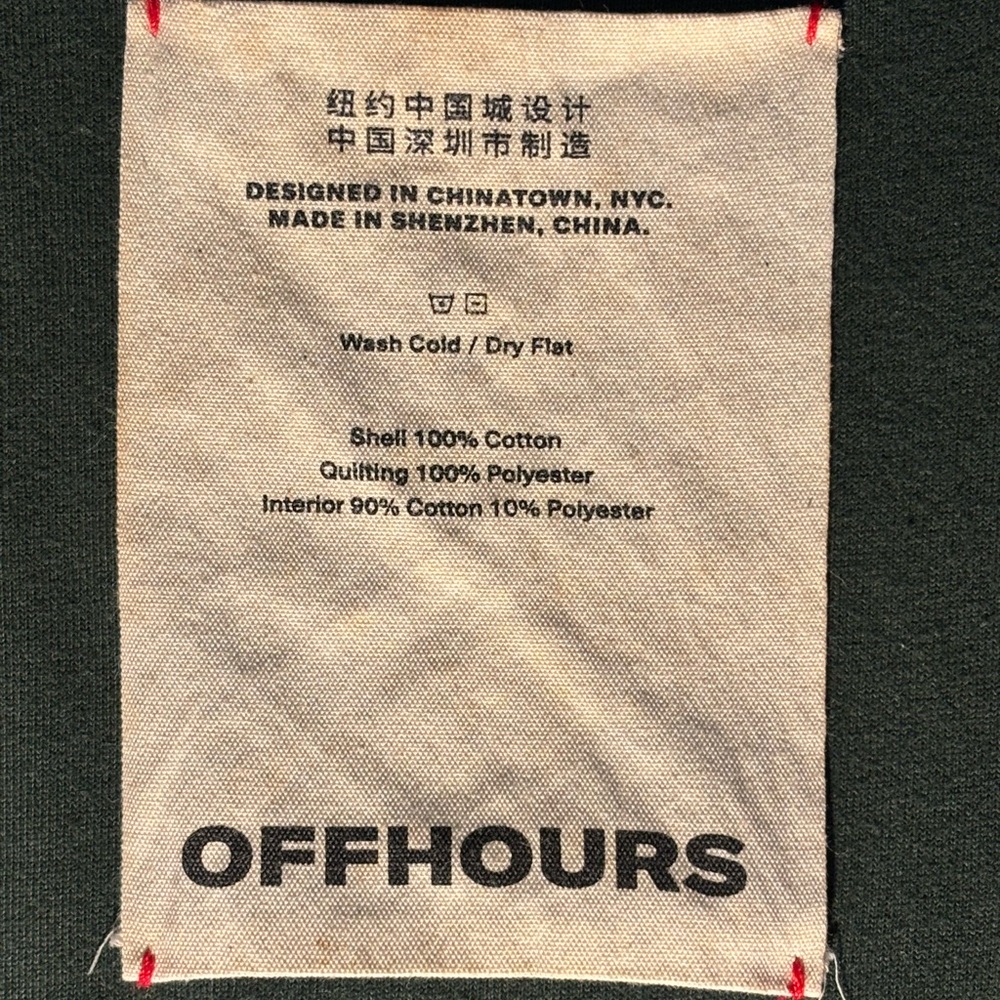 纽约中国城设计
中国深圳市制造
DESIGNED IN CHINATOWN, NYC.
MADE IN SHENZHEN, CHINA.
Wash Cold / Dry Flat
Shell 100% Cotton
Quilting 100% Polyester
Interior 90% Cotton 10% Polyester
OFFHOURS